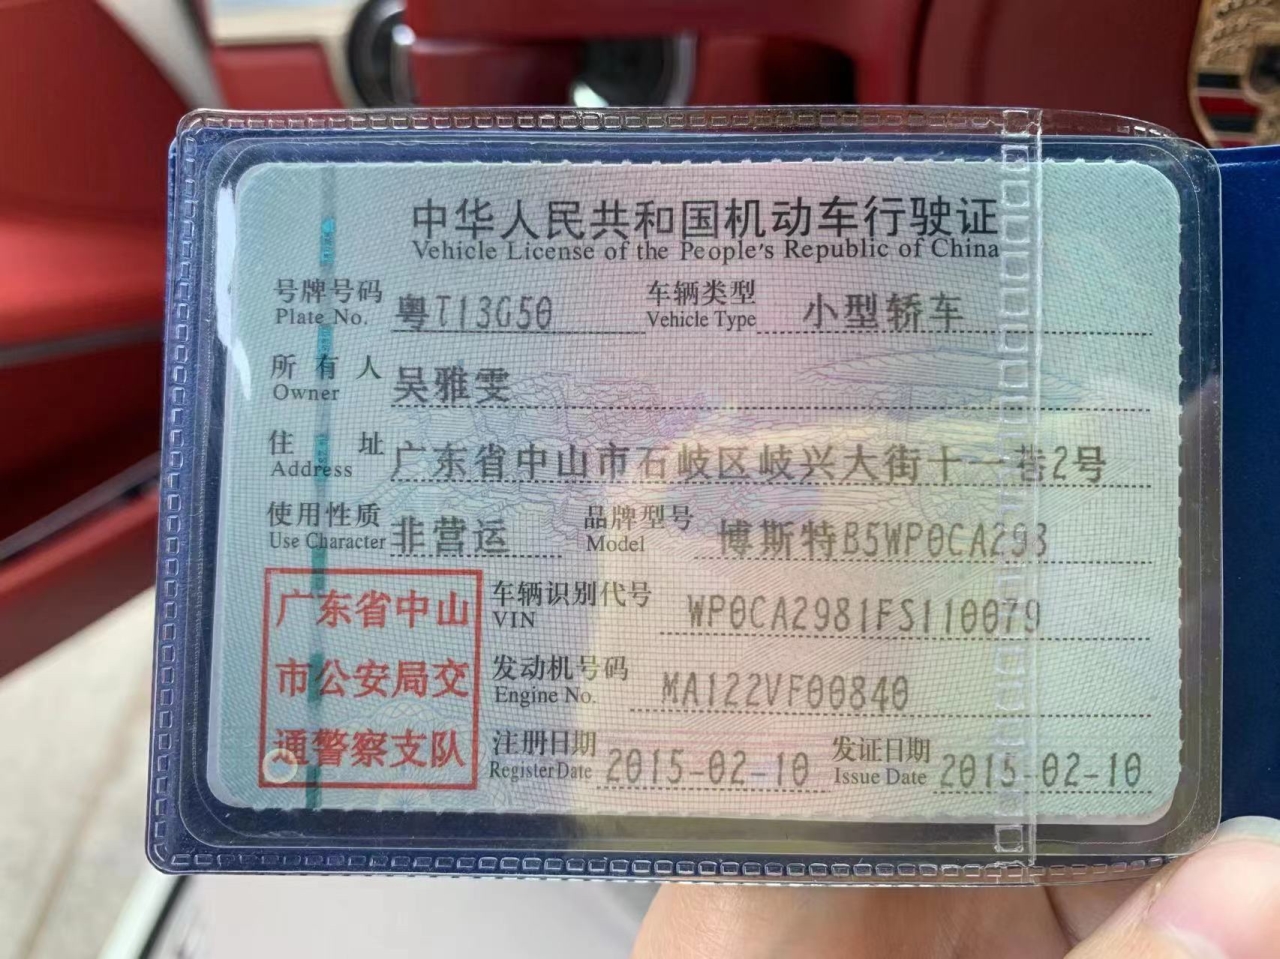 中华人民共和国机动车行驶证
Vehicle License of the People's Republic of China
号牌号码 粤T13G50 车辆类型 小型轿车
Plate No. Vehicle Type
所有人 吴雅雯
Owner
住址 广东省中山市石岐区岐兴大街十一巷2号
Address
使用性质 非营运 品牌型号 博斯特B5WP0CA298
Use Character Model
广东省中山
市公安局交
通警察支队
车辆识别代号 WP0CA2981FS110079
VIN
发动机号码 MA122VF00840
Engine No.
注册日期 2015-02-10 发证日期 2015-02-10
Register Date Issue Date